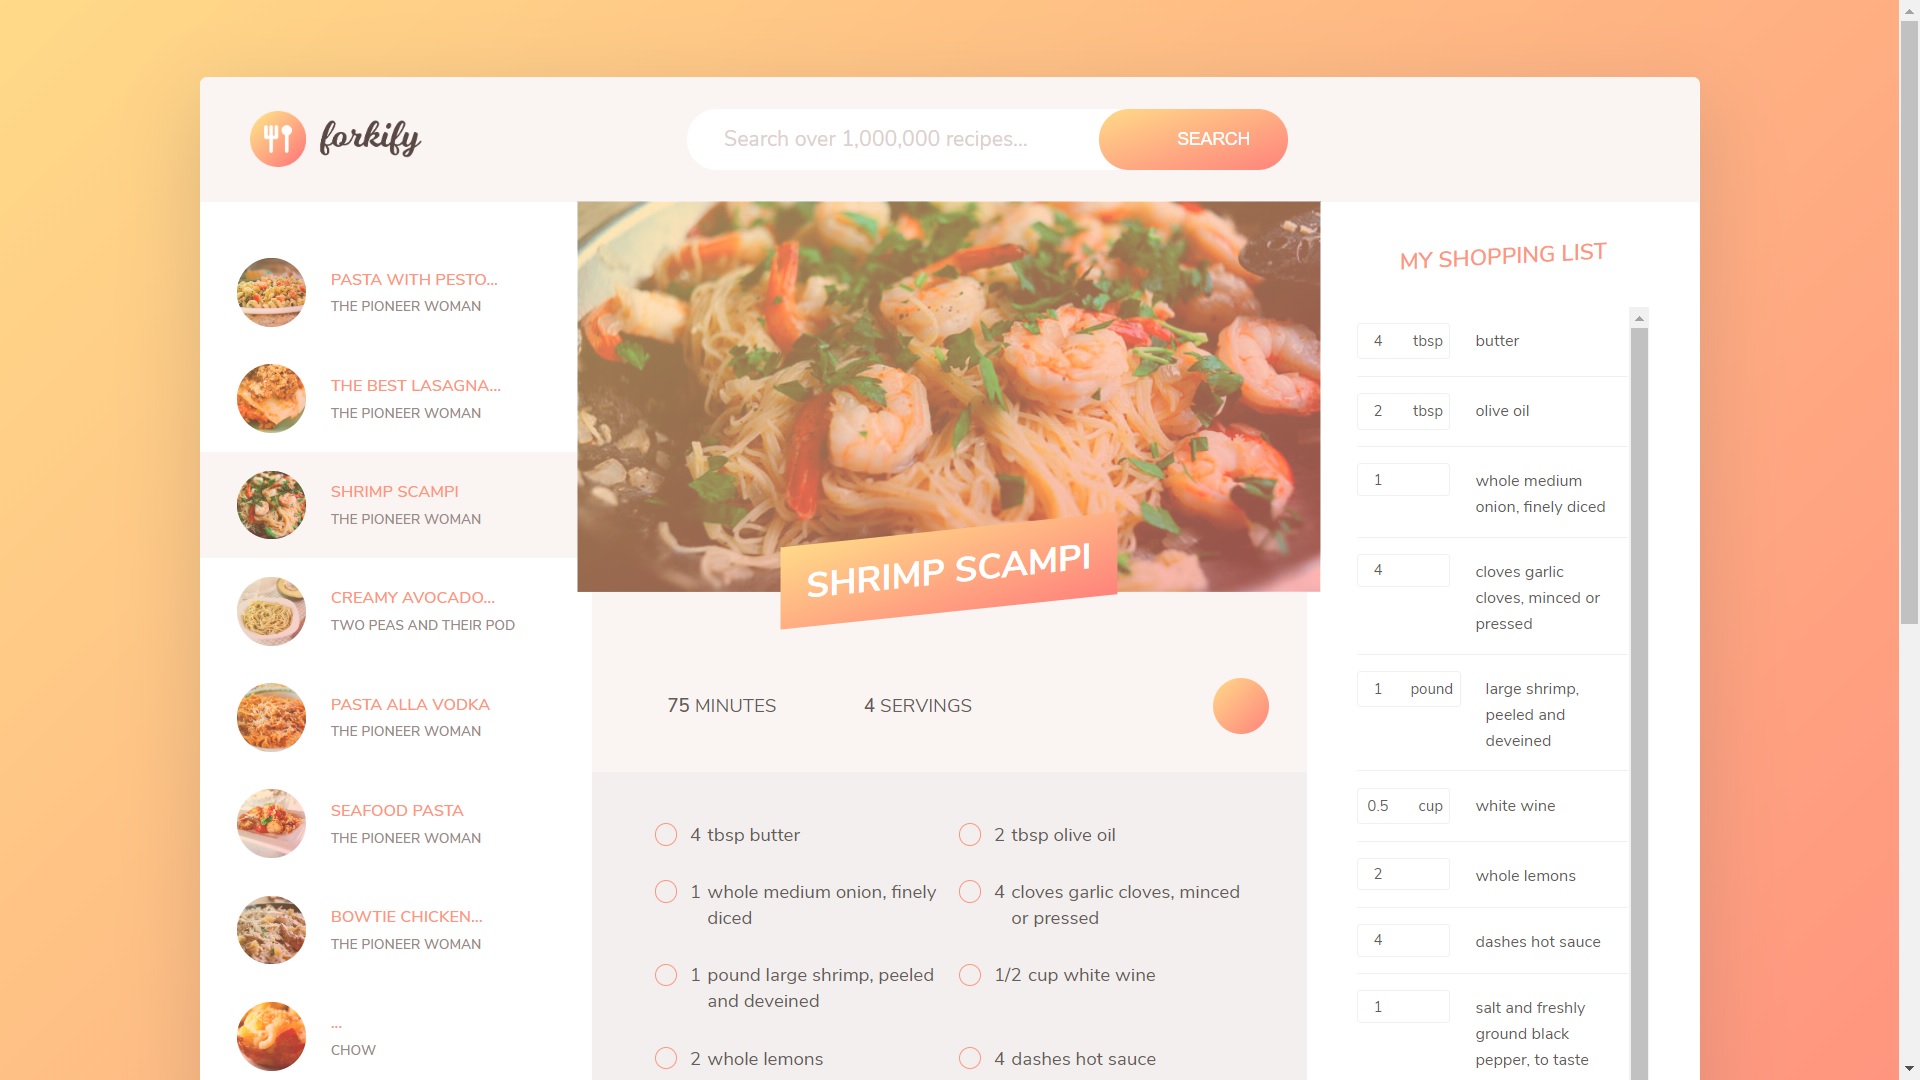 forkify
Search over 1,000,000 recipes...
SEARCH
PASTA WITH PESTO...
THE PIONEER WOMAN
THE BEST LASAGNA...
THE PIONEER WOMAN
SHRIMP SCAMPI
THE PIONEER WOMAN
CREAMY AVOCADO...
TWO PEAS AND THEIR POD
PASTA ALLA VODKA
THE PIONEER WOMAN
SEAFOOD PASTA
THE PIONEER WOMAN
BOWTIE CHICKEN...
THE PIONEER WOMAN
...
CHOW
SHRIMP SCAMPI
75 MINUTES
4 SERVINGS
4 tbsp butter
2 tbsp olive oil
1 whole medium onion, finely
diced
4 cloves garlic cloves, minced
or pressed
1 pound large shrimp, peeled
and deveined
1/2 cup white wine
2 whole lemons
4 dashes hot sauce
MY SHOPPING LIST
4 tbsp butter
2 tbsp olive oil
1 whole medium
onion, finely diced
4 cloves garlic
cloves, minced or
pressed
1 pound large shrimp,
peeled and
deveined
0.5 cup white wine
2 whole lemons
4 dashes hot sauce
1 salt and freshly
ground black
pepper, to taste